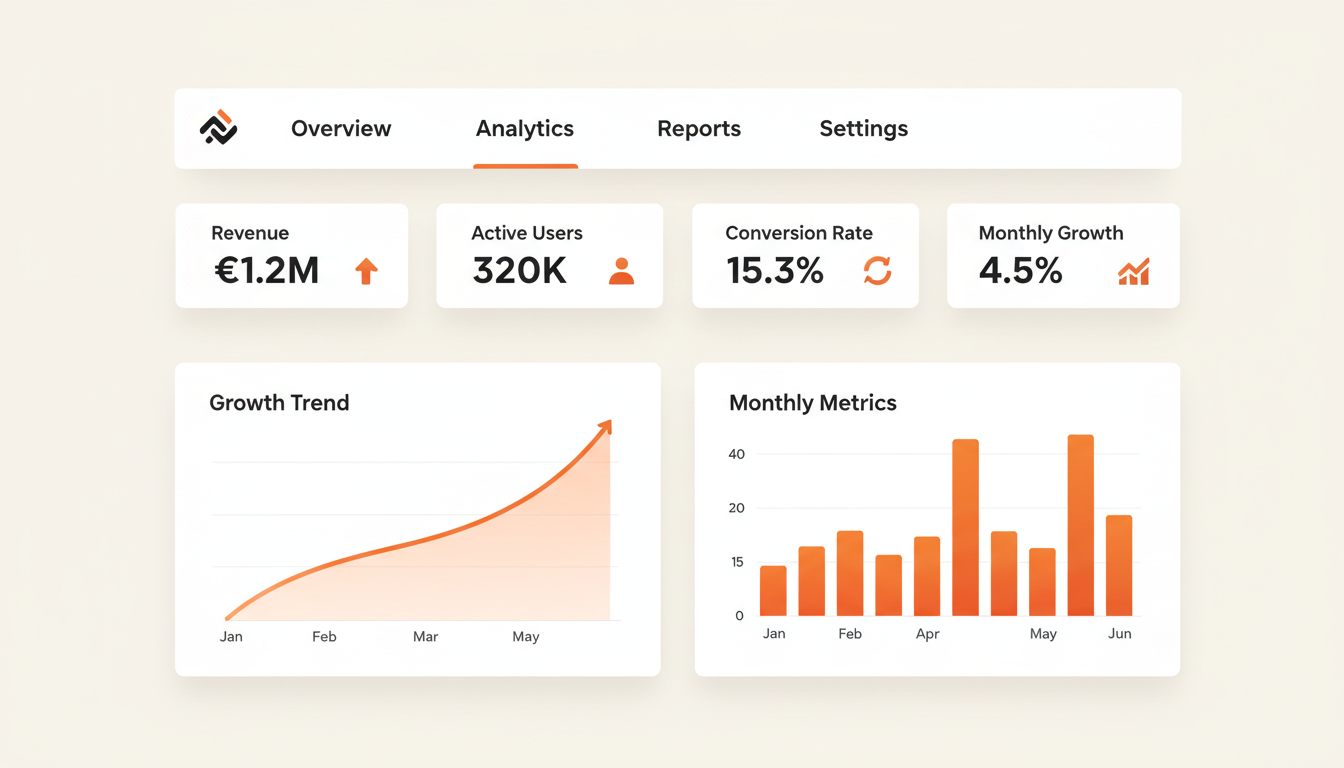 Overview Analytics Reports Settings
Revenue
€1.2M
Active Users
320K
Conversion Rate
15.3%
Monthly Growth
4.5%
Growth Trend
Jan Feb Mar May
Monthly Metrics
40
20
15
0
Jan Feb Apr May Jun